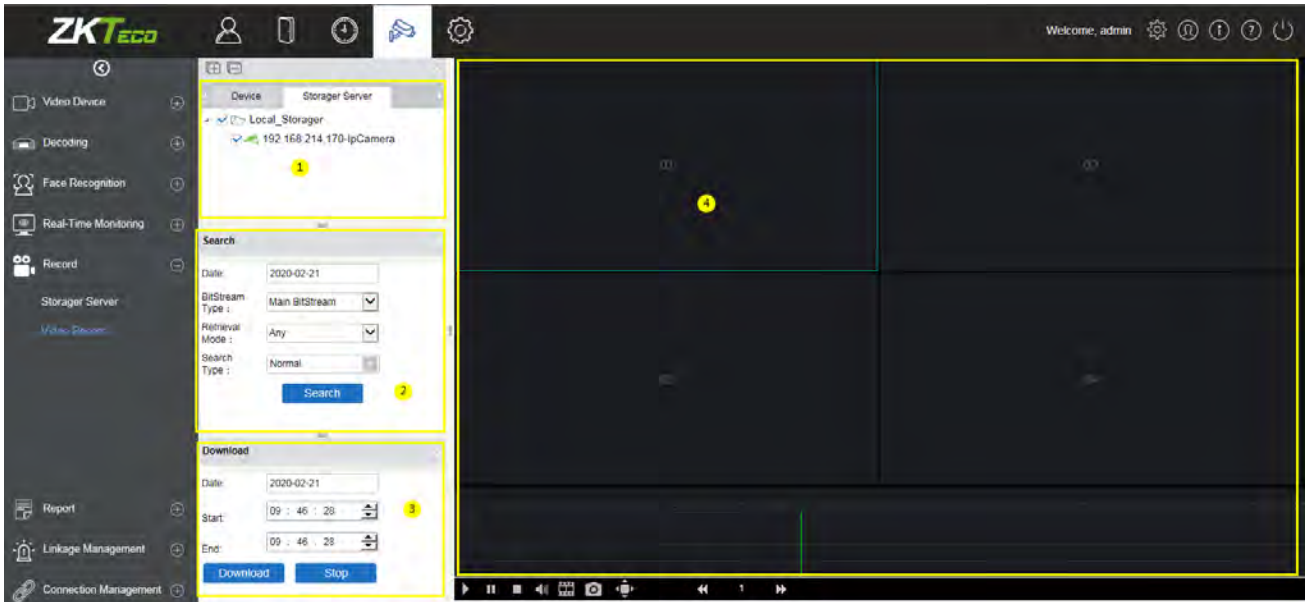 ZKTECO
Welcome, admin
Video Device
Decoding
Face Recognition
Real-Time Monitoring
Record
Storager Server
Video Record
Report
Linkage Management
Connection Management
Device Storager Server
Local_Storager
192.168.214.170-IpCamera
1
Search
Date: 2020-02-21
BitStream
Type : Main BitStream
Retrieval
Mode : Any
Search
Type : Normal
Search
2
Download
Date: 2020-02-21
Start: 09 : 46 : 28
3
End: 09 : 46 : 28
Download Stop
4
1